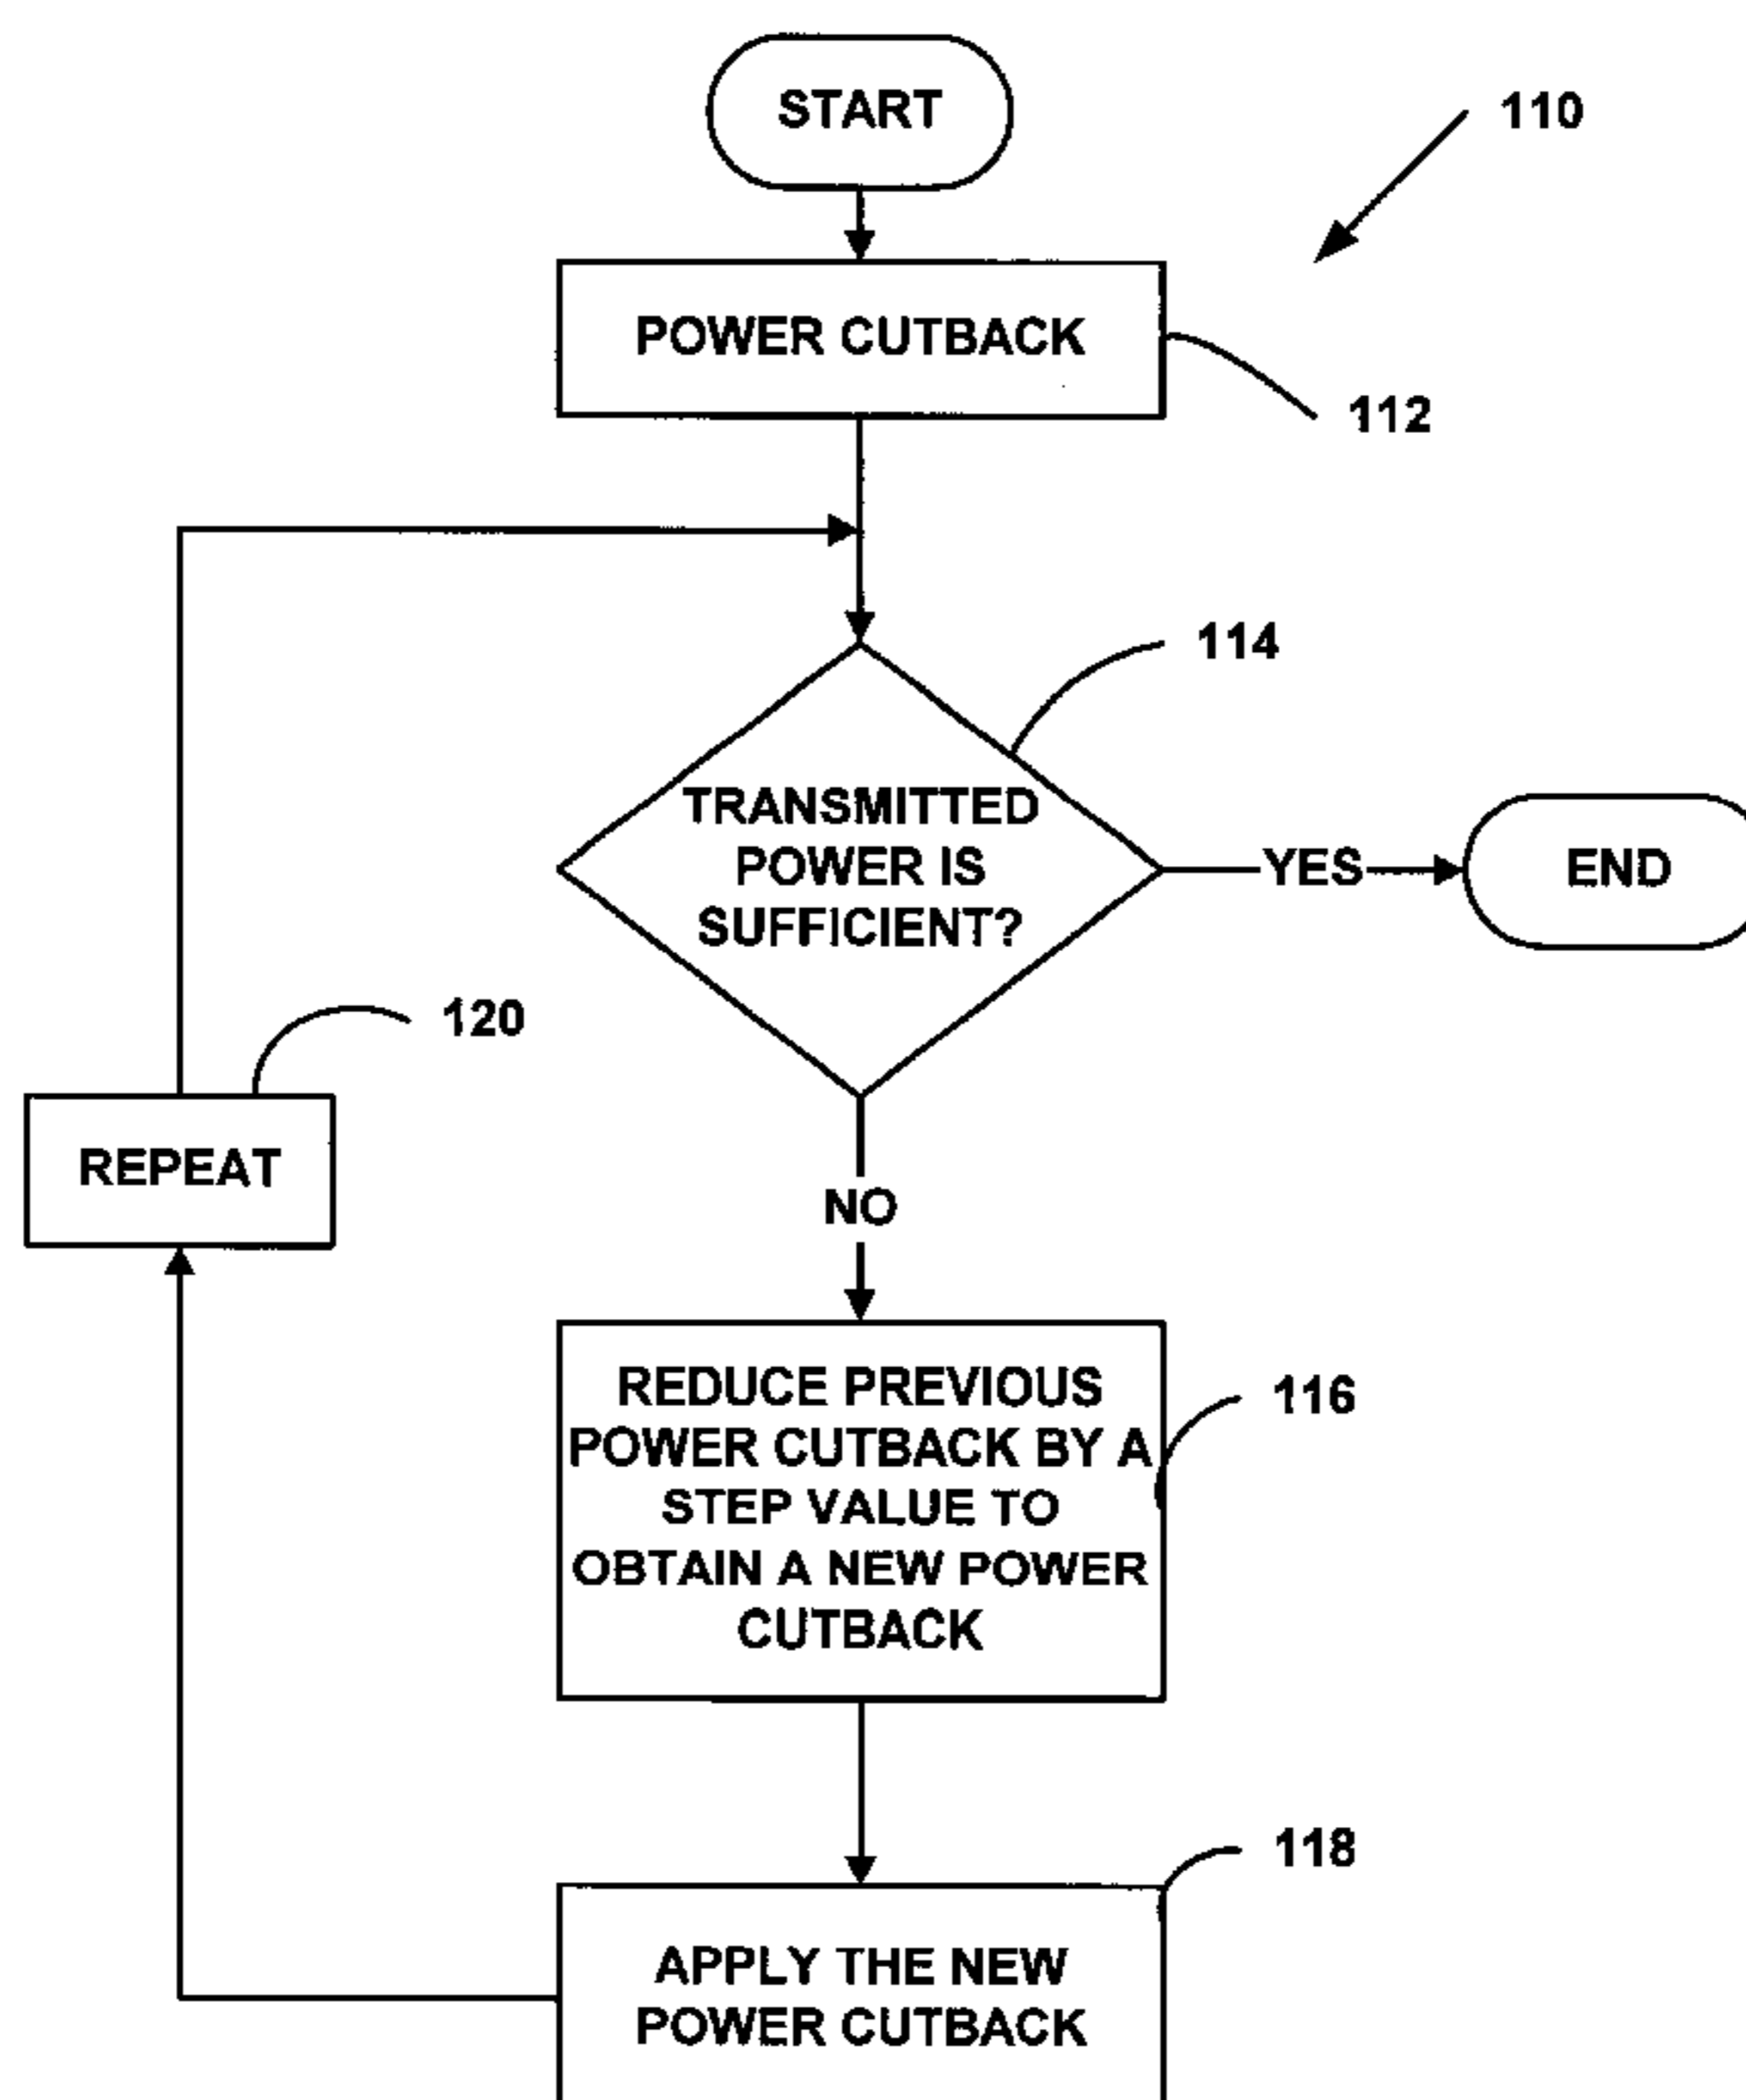 START
110
POWER CUTBACK
112
114
TRANSMITTED
POWER IS
SUFFICIENT?
YES
END
120
REPEAT
NO
REDUCE PREVIOUS
POWER CUTBACK BY A
STEP VALUE TO
OBTAIN A NEW POWER
CUTBACK
116
118
APPLY THE NEW
POWER CUTBACK